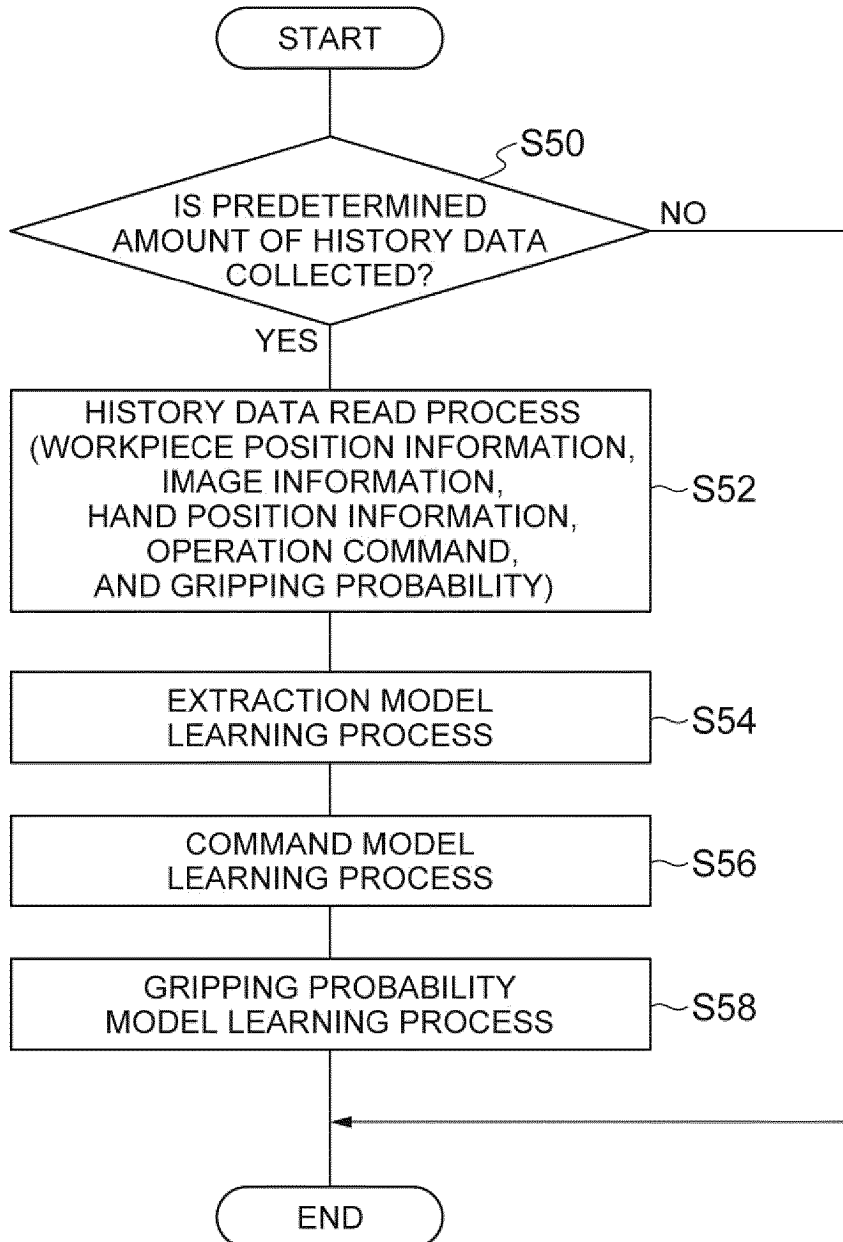 START
S50
IS PREDETERMINED
AMOUNT OF HISTORY DATA
COLLECTED?
NO
YES
HISTORY DATA READ PROCESS
(WORKPIECE POSITION INFORMATION,
IMAGE INFORMATION,
HAND POSITION INFORMATION,
OPERATION COMMAND,
AND GRIPPING PROBABILITY)
S52
EXTRACTION MODEL
LEARNING PROCESS
S54
COMMAND MODEL
LEARNING PROCESS
S56
GRIPPING PROBABILITY
MODEL LEARNING PROCESS
S58
END